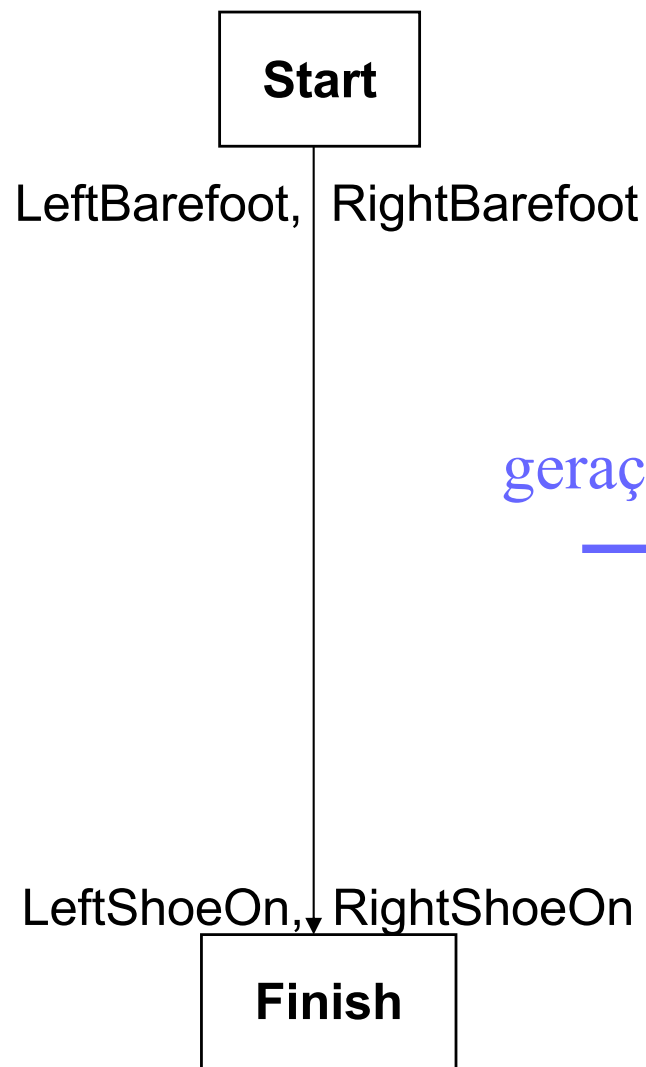 Start
LeftBarefoot, RightBarefoot
geraç
LeftShoeOn, RightShoeOn
Finish